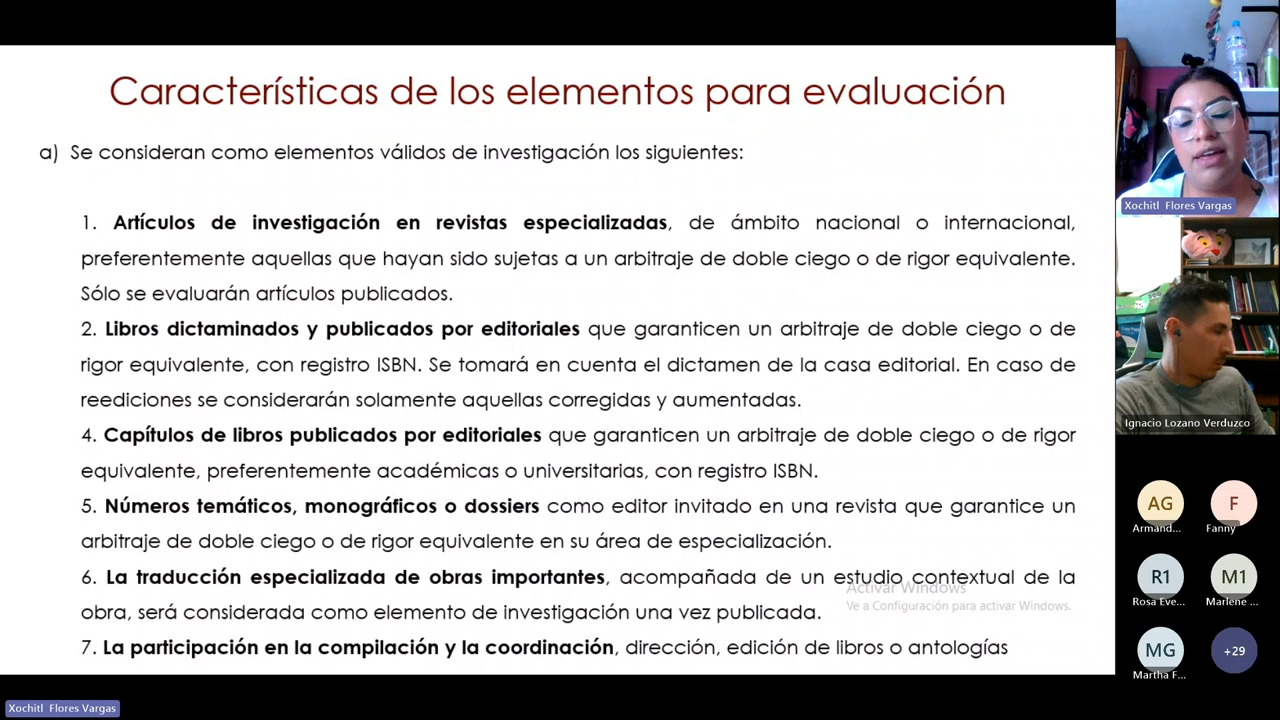 Características de los elementos para evaluación
a) Se consideran como elementos válidos de investigación los siguientes:
1. Artículos de investigación en revistas especializadas, de ámbito nacional o internacional,
preferentemente aquellas que hayan sido sujetas a un arbitraje de doble ciego o de rigor equivalente.
Sólo se evaluarán artículos publicados.
2. Libros dictaminados y publicados por editoriales que garanticen un arbitraje de doble ciego o de
rigor equivalente, con registro ISBN. Se tomará en cuenta el dictamen de la casa editorial. En caso de
reediciones se considerarán solamente aquellas corregidas y aumentadas.
4. Capítulos de libros publicados por editoriales que garanticen un arbitraje de doble ciego o de rigor
equivalente, preferentemente académicas o universitarias, con registro ISBN.
5. Números temáticos, monográficos o dossiers como editor invitado en una revista que garantice un
arbitraje de doble ciego o de rigor equivalente en su área de especialización.
6. La traducción especializada de obras importantes, acompañada de un estudio contextual de la
obra, será considerada como elemento de investigación una vez publicada.
7. La participación en la compilación y la coordinación, dirección, edición de libros o antologías
Activar Windows
Ve a Configuración para activar Windows.
Xochitl Flores Vargas
Ignacio Lozano Verduzco
AG
F
Armand...
Fanny
R1
M1
Rosa Eve...
Marlene ...
MG
+29
Martha F...
Xochitl Flores Vargas